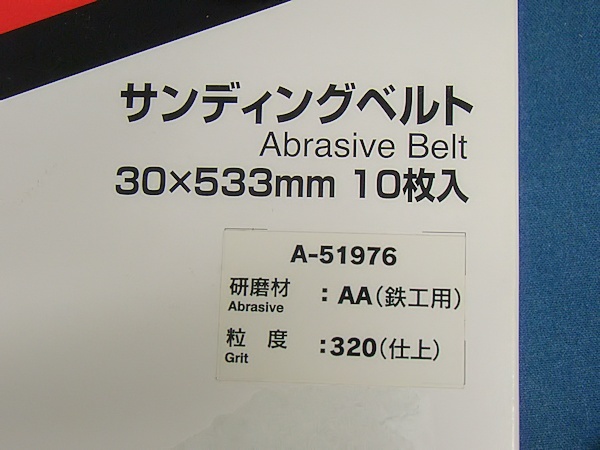 サンディングベルト
Abrasive Belt
30×533mm 10枚入
A-51976
研磨材 : AA(鉄工用)
Abrasive
粒 度 :320(仕上)
Grit